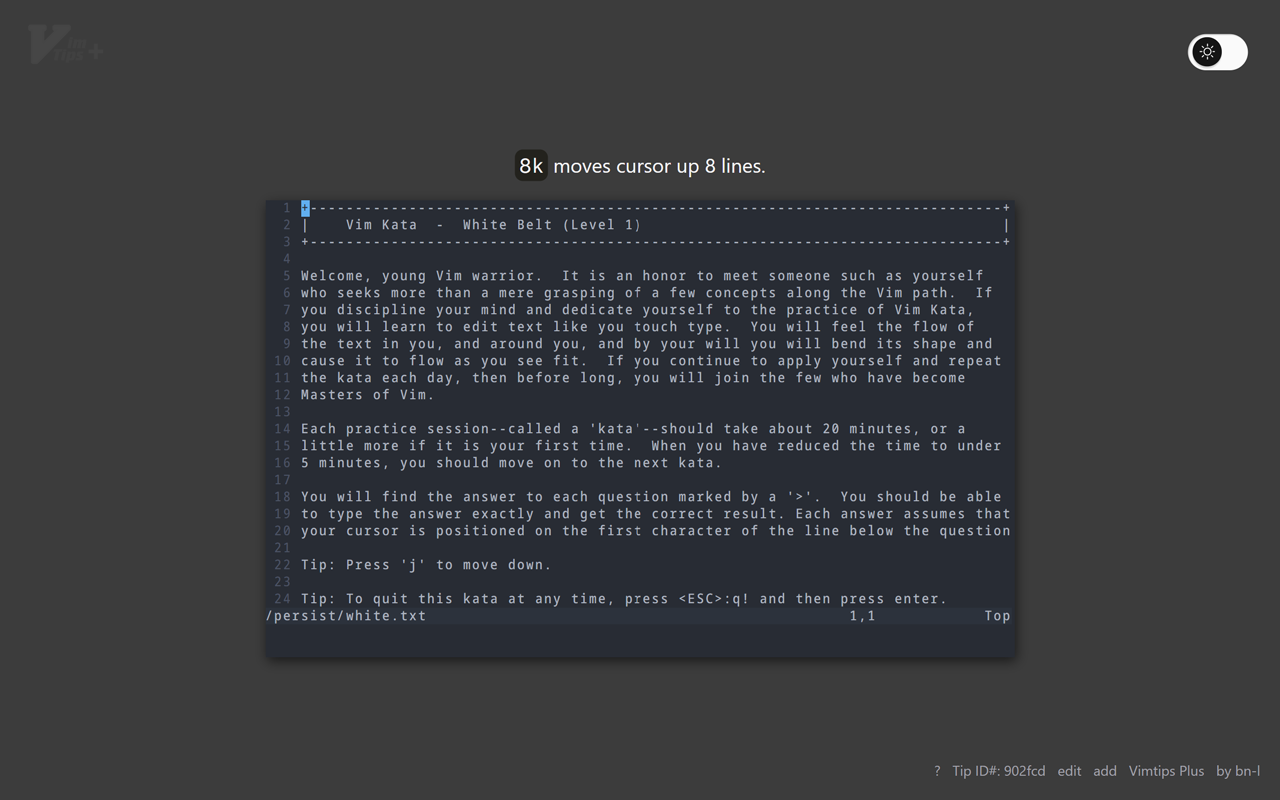 Vim
Tips+
8k moves cursor up 8 lines.
1 +-----------------------------------------------------------------------------+
2 |    Vim Kata  -  White Belt (Level 1)                                         |
3 +-----------------------------------------------------------------------------+
4
5 Welcome, young Vim warrior.  It is an honor to meet someone such as yourself
6 who seeks more than a mere grasping of a few concepts along the Vim path.  If
7 you discipline your mind and dedicate yourself to the practice of Vim Kata,
8 you will learn to edit text like you touch type.  You will feel the flow of
9 the text in you, and around you, and by your will you will bend its shape and
10 cause it to flow as you see fit.  If you continue to apply yourself and repeat
11 the kata each day, then before long, you will join the few who have become
12 Masters of Vim.
13
14 Each practice session--called a 'kata'--should take about 20 minutes, or a
15 little more if it is your first time.  When you have reduced the time to under
16 5 minutes, you should move on to the next kata.
17
18 You will find the answer to each question marked by a '>'.  You should be able
19 to type the answer exactly and get the correct result. Each answer assumes that
20 your cursor is positioned on the first character of the line below the question
21
22 Tip: Press 'j' to move down.
23
24 Tip: To quit this kata at any time, press <ESC>:q! and then press enter.
/persist/white.txt 1,1 Top
? Tip ID#: 902fcd edit add Vimtips Plus by bn-l